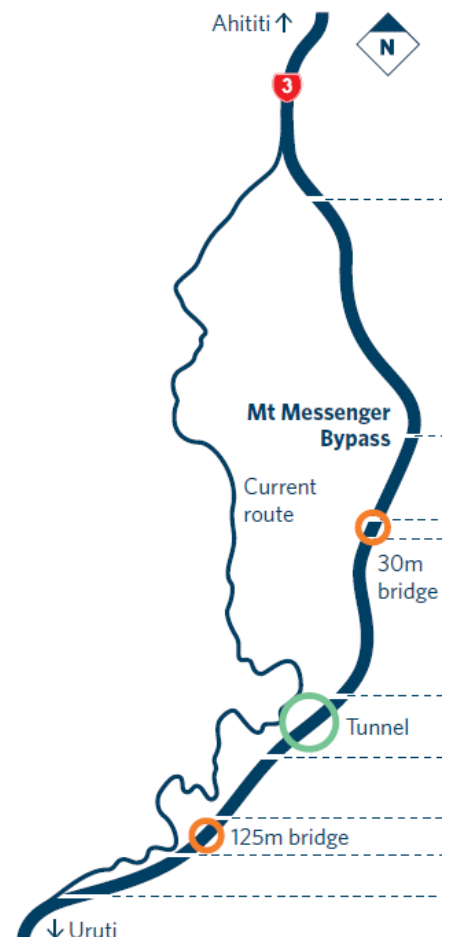 Ahititi
N
3
Mt Messenger
Bypass
Current
route
30m
bridge
Tunnel
125m bridge
Uruti